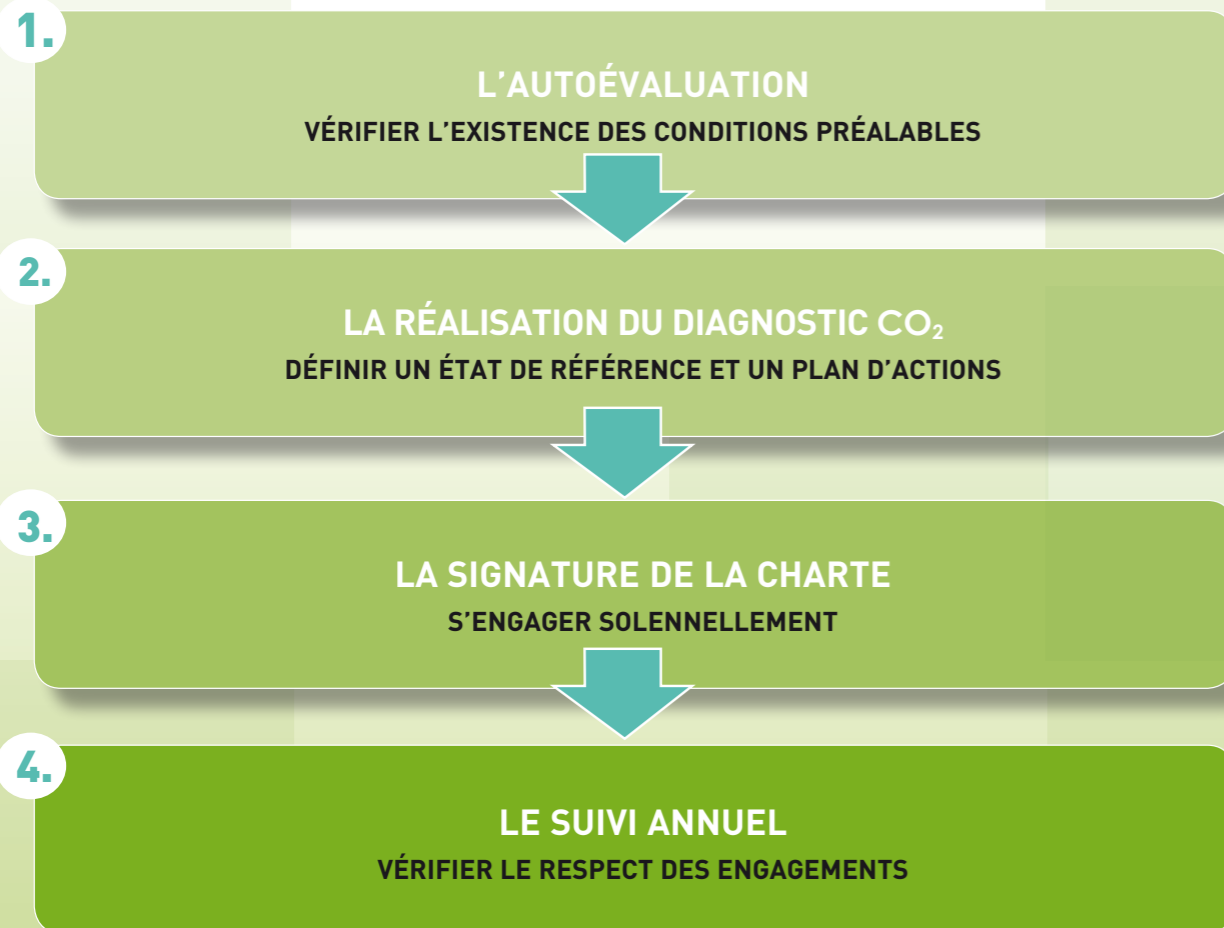 1.
L'AUTOÉVALUATION
VÉRIFIER L'EXISTENCE DES CONDITIONS PRÉALABLES
2.
LA RÉALISATION DU DIAGNOSTIC CO₂
DÉFINIR UN ÉTAT DE RÉFÉRENCE ET UN PLAN D'ACTIONS
3.
LA SIGNATURE DE LA CHARTE
S'ENGAGER SOLENNELLEMENT
4.
LE SUIVI ANNUEL
VÉRIFIER LE RESPECT DES ENGAGEMENTS